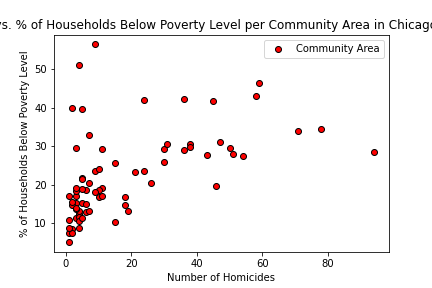 vs. % of Households Below Poverty Level per Community Area in Chicago
Community Area
% of Households Below Poverty Level
50
40
30
20
10
0
20
40
60
80
Number of Homicides